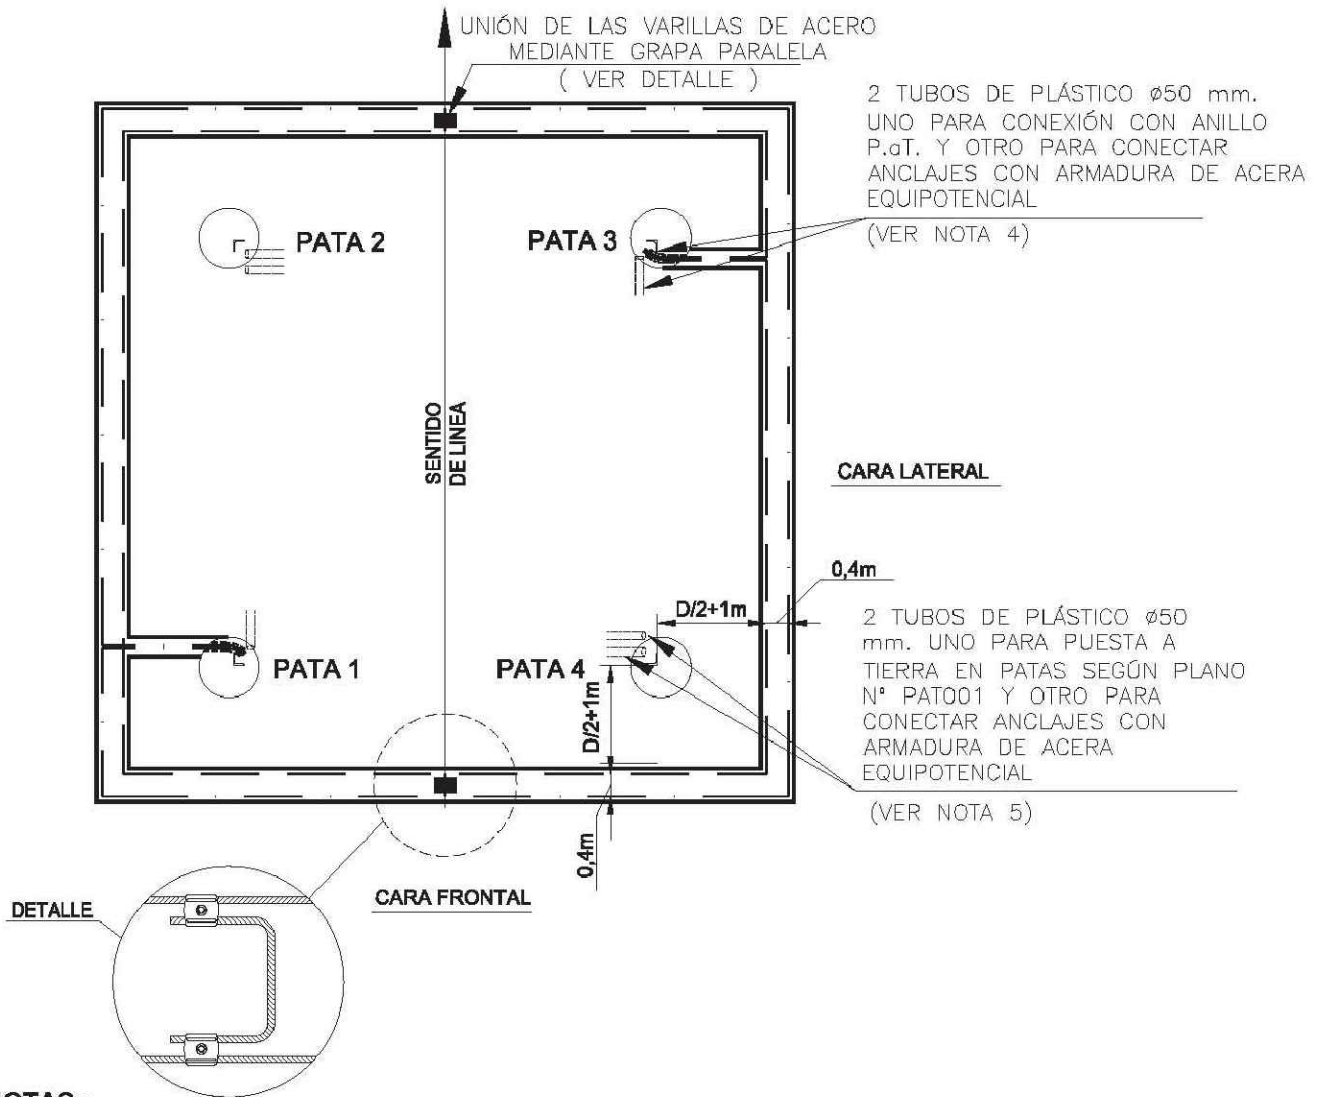 UNIÓN DE LAS VARILLAS DE ACERO
MEDIANTE GRAPA PARALELA
( VER DETALLE )
2 TUBOS DE PLÁSTICO ø50 mm.
UNO PARA CONEXIÓN CON ANILLO
P.aT. Y OTRO PARA CONECTAR
ANCLAJES CON ARMADURA DE ACERA
EQUIPOTENCIAL
(VER NOTA 4)
PATA 2
PATA 3
SENTIDO
DE LINEA
CARA LATERAL
0,4m
D/2+1m
PATA 1
PATA 4
D/2+1m
2 TUBOS DE PLÁSTICO ø50
mm. UNO PARA PUESTA A
TIERRA EN PATAS SEGÚN PLANO
Nº PAT001 Y OTRO PARA
CONECTAR ANCLAJES CON
ARMADURA DE ACERA
EQUIPOTENCIAL
(VER NOTA 5)
0,4m
CARA FRONTAL
DETALLE